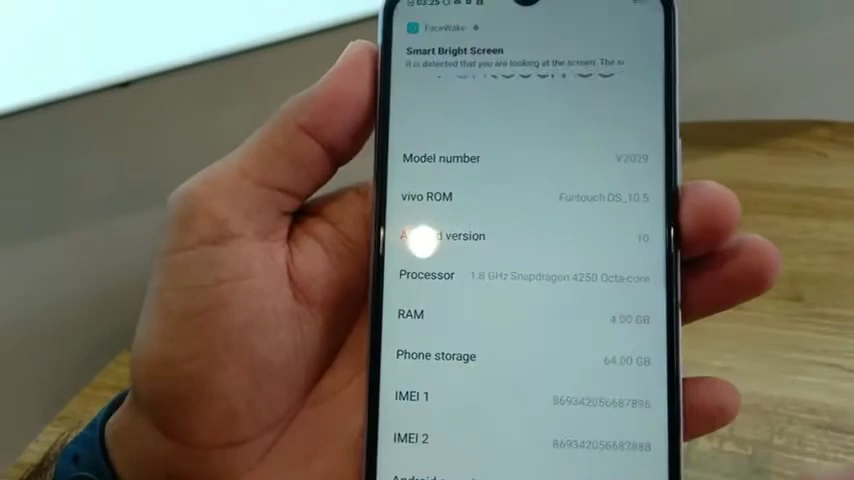 03:25
FaceWake
Smart Bright Screen
It is detected that you are looking at the screen. The s
Model number V2029
vivo ROM Funtouch OS_10.5
version 10
Processor 1.8 GHz Snapdragon 4250 Octa-core
RAM 4.00 GB
Phone storage 64.00 GB
IMEI 1 869342056687896
IMEI 2 869342056687888